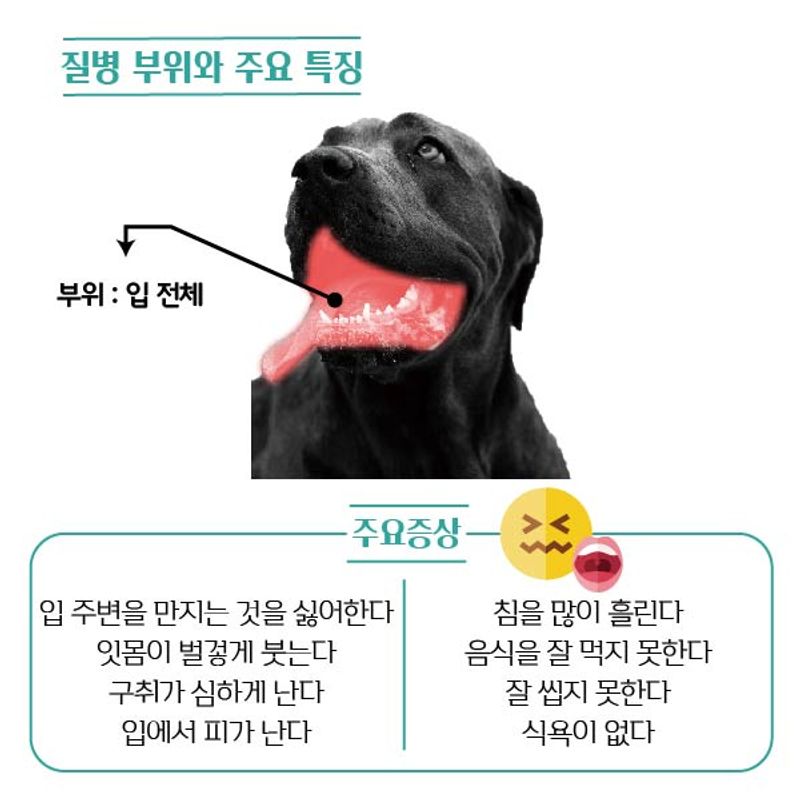 질병 부위와 주요 특징
부위 : 입 전체
주요증상
입 주변을 만지는 것을 싫어한다
잇몸이 벌겋게 붓는다
구취가 심하게 난다
입에서 피가 난다
침을 많이 흘린다
음식을 잘 먹지 못한다
잘 씹지 못한다
식욕이 없다